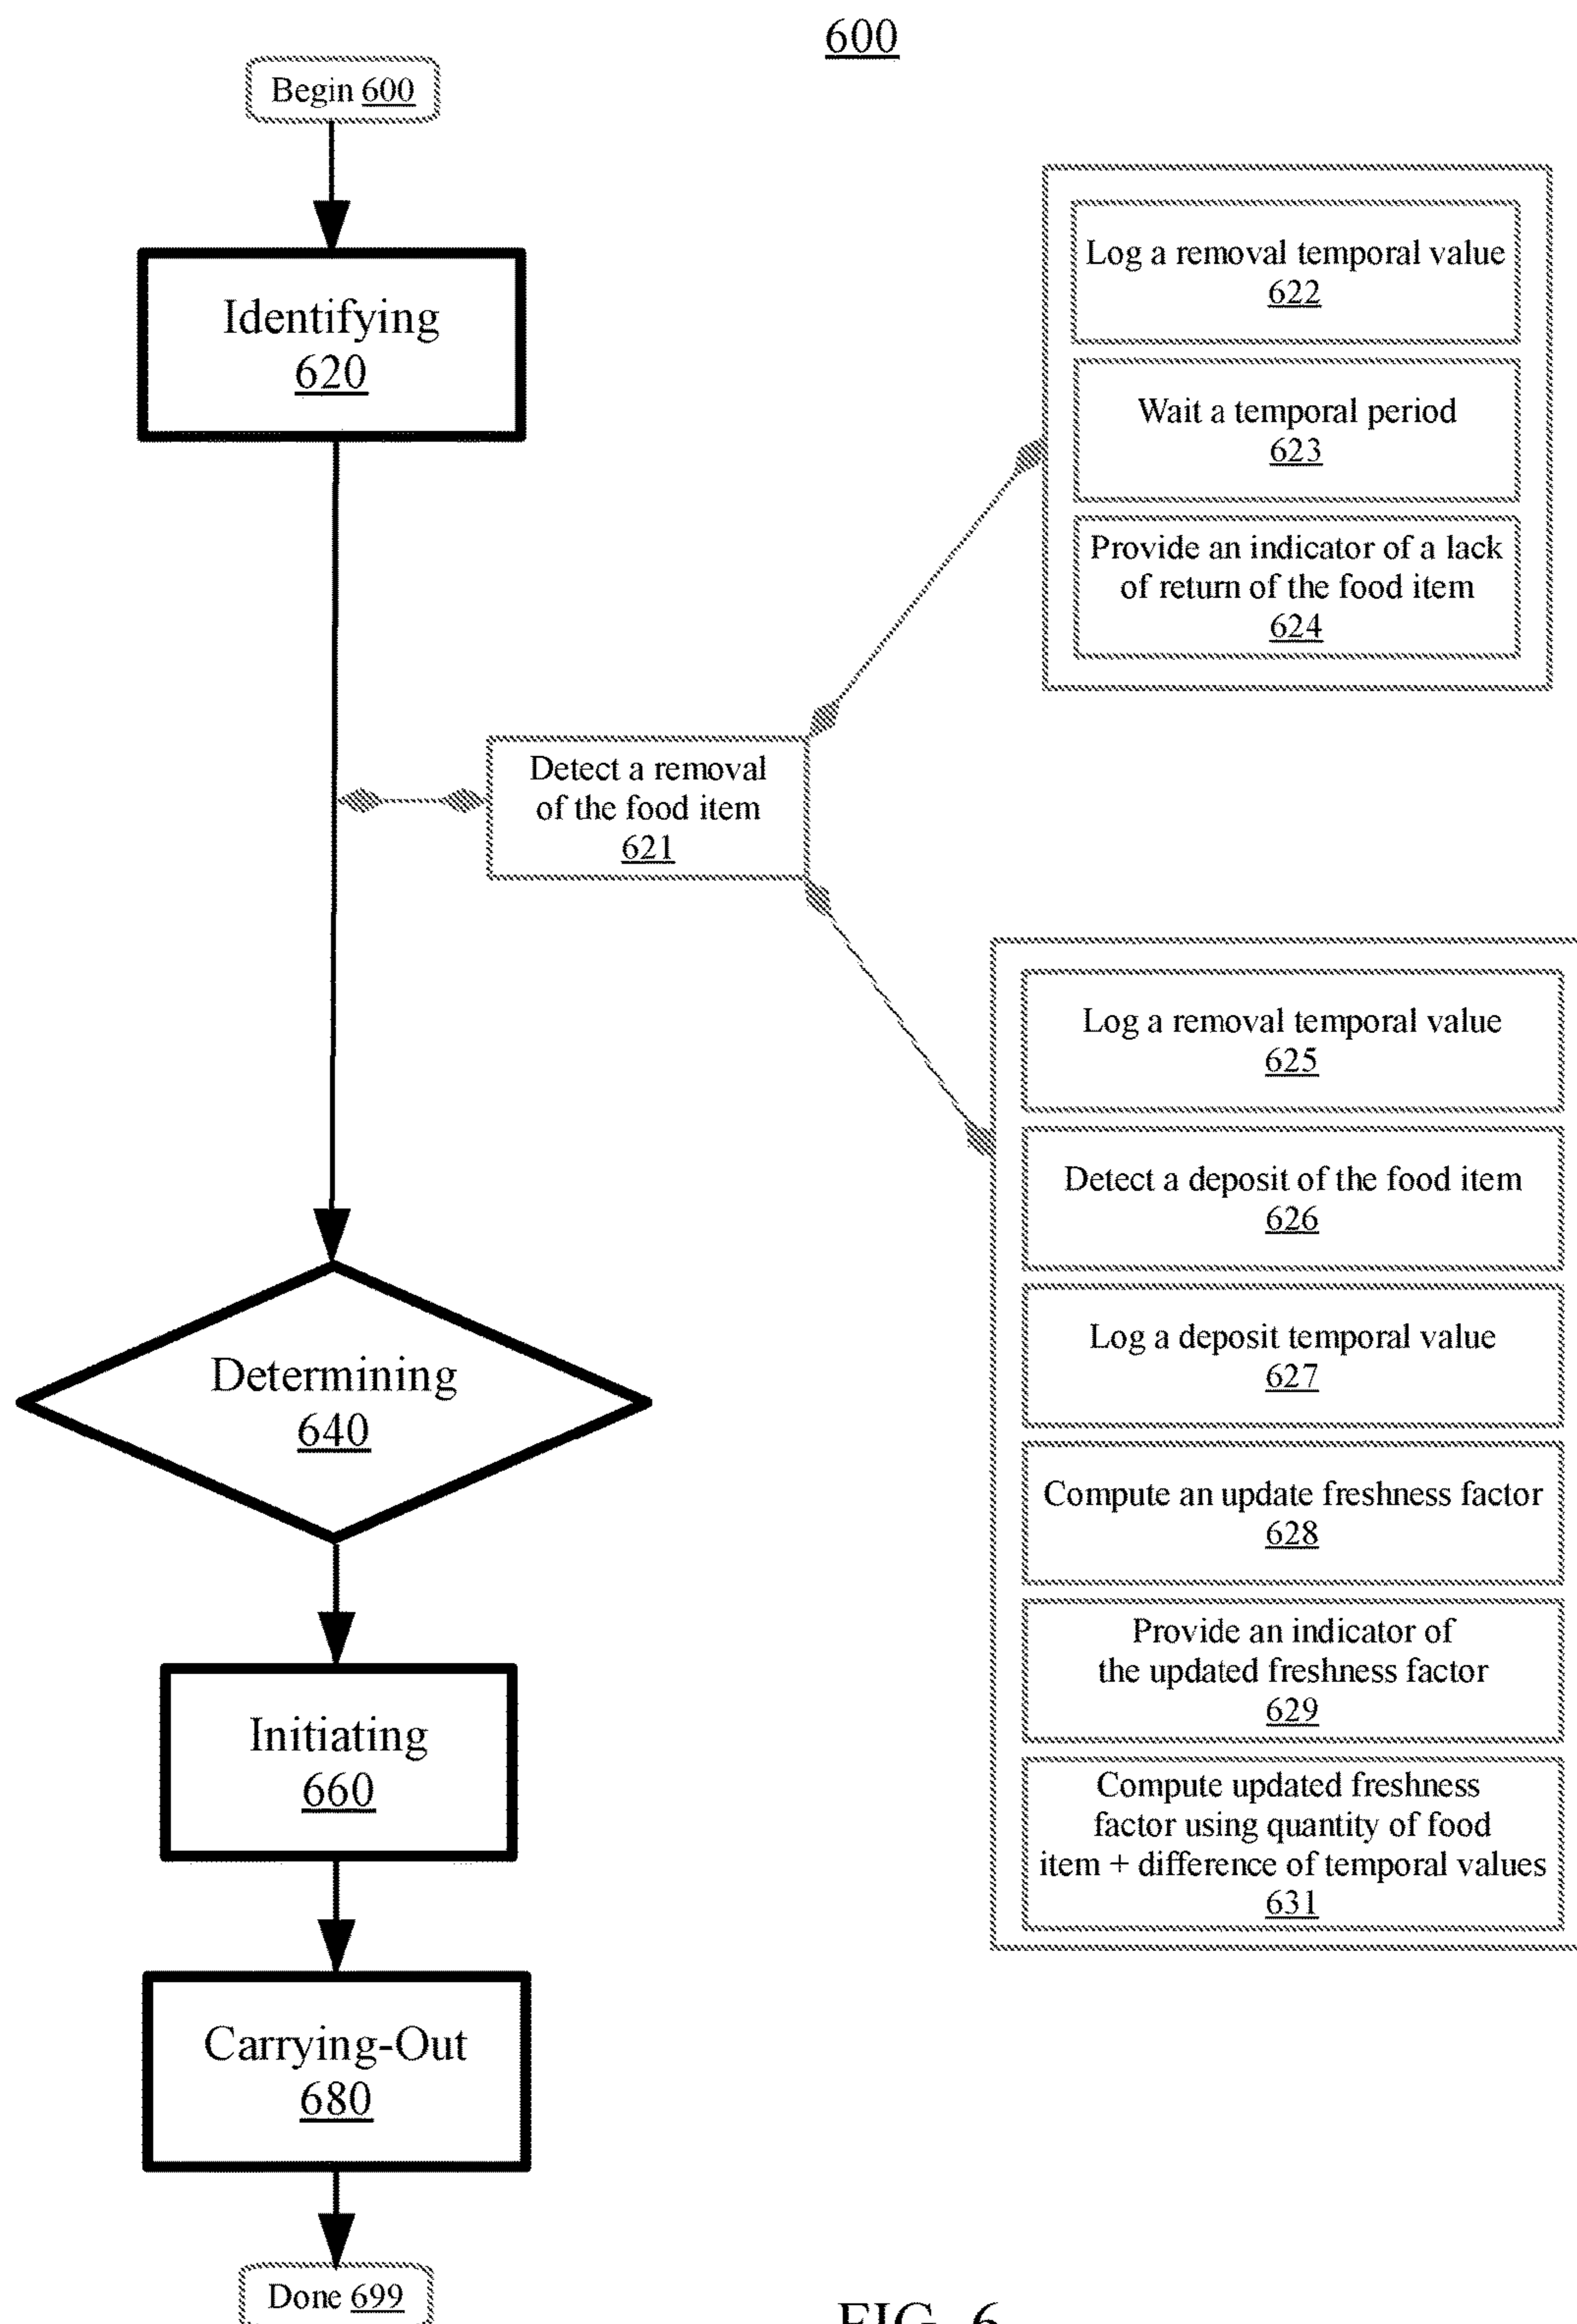 600
Begin 600
Identifying
620
Log a removal temporal value
622
Wait a temporal period
623
Provide an indicator of a lack
of return of the food item
624
Detect a removal
of the food item
621
Log a removal temporal value
625
Detect a deposit of the food item
626
Log a deposit temporal value
627
Compute an update freshness factor
628
Provide an indicator of
the updated freshness factor
629
Compute updated freshness
factor using quantity of food
item + difference of temporal values
631
Determining
640
Initiating
660
Carrying-Out
680
Done 699
FIG. 6